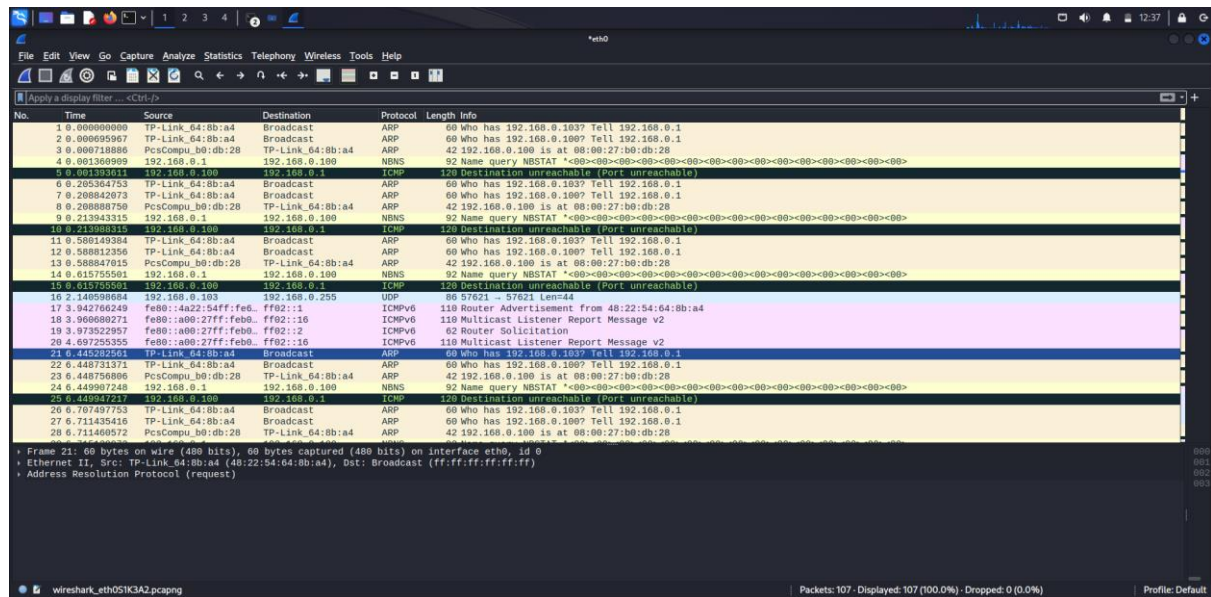 1 2 3 4 12:37
*eth0
File Edit View Go Capture Analyze Statistics Telephony Wireless Tools Help
Apply a display filter ... <Ctrl-/>
No. Time Source Destination Protocol Length Info
1 0.000000000 TP-Link_64:8b:a4 Broadcast ARP 60 Who has 192.168.0.103? Tell 192.168.0.1
2 0.000695967 TP-Link_64:8b:a4 Broadcast ARP 60 Who has 192.168.0.100? Tell 192.168.0.1
3 0.000718886 PcsCompu_b0:db:28 TP-Link_64:8b:a4 ARP 42 192.168.0.100 is at 08:00:27:b0:db:28
4 0.001360909 192.168.0.1 192.168.0.100 NBNS 92 Name query NBSTAT *<00><00><00><00><00><00><00><00><00><00><00><00><00><00><00>
5 0.001393611 192.168.0.100 192.168.0.1 ICMP 120 Destination unreachable (Port unreachable)
6 0.205364753 TP-Link_64:8b:a4 Broadcast ARP 60 Who has 192.168.0.103? Tell 192.168.0.1
7 0.208842073 TP-Link_64:8b:a4 Broadcast ARP 60 Who has 192.168.0.100? Tell 192.168.0.1
8 0.208888750 PcsCompu_b0:db:28 TP-Link_64:8b:a4 ARP 42 192.168.0.100 is at 08:00:27:b0:db:28
9 0.213943315 192.168.0.1 192.168.0.100 NBNS 92 Name query NBSTAT *<00><00><00><00><00><00><00><00><00><00><00><00><00><00><00>
10 0.213988315 192.168.0.100 192.168.0.1 ICMP 120 Destination unreachable (Port unreachable)
11 0.580149384 TP-Link_64:8b:a4 Broadcast ARP 60 Who has 192.168.0.103? Tell 192.168.0.1
12 0.588812356 TP-Link_64:8b:a4 Broadcast ARP 60 Who has 192.168.0.100? Tell 192.168.0.1
13 0.588847015 PcsCompu_b0:db:28 TP-Link_64:8b:a4 ARP 42 192.168.0.100 is at 08:00:27:b0:db:28
14 0.615755501 192.168.0.1 192.168.0.100 NBNS 92 Name query NBSTAT *<00><00><00><00><00><00><00><00><00><00><00><00><00><00><00>
15 0.615755501 192.168.0.100 192.168.0.1 ICMP 120 Destination unreachable (Port unreachable)
16 2.140598684 192.168.0.103 192.168.0.255 UDP 86 57621 → 57621 Len=44
17 3.942766249 fe80::4a22:54ff:fe6… ff02::1 ICMPv6 110 Router Advertisement from 48:22:54:64:8b:a4
18 3.960680271 fe80::a00:27ff:feb0… ff02::16 ICMPv6 110 Multicast Listener Report Message v2
19 3.973522957 fe80::a00:27ff:feb0… ff02::2 ICMPv6 62 Router Solicitation
20 4.697255355 fe80::a00:27ff:feb0… ff02::16 ICMPv6 110 Multicast Listener Report Message v2
21 6.445282561 TP-Link_64:8b:a4 Broadcast ARP 60 Who has 192.168.0.103? Tell 192.168.0.1
22 6.448731371 TP-Link_64:8b:a4 Broadcast ARP 60 Who has 192.168.0.100? Tell 192.168.0.1
23 6.448756806 PcsCompu_b0:db:28 TP-Link_64:8b:a4 ARP 42 192.168.0.100 is at 08:00:27:b0:db:28
24 6.449907248 192.168.0.1 192.168.0.100 NBNS 92 Name query NBSTAT *<00><00><00><00><00><00><00><00><00><00><00><00><00><00><00>
25 6.449947217 192.168.0.100 192.168.0.1 ICMP 120 Destination unreachable (Port unreachable)
26 6.707497753 TP-Link_64:8b:a4 Broadcast ARP 60 Who has 192.168.0.103? Tell 192.168.0.1
27 6.711435416 TP-Link_64:8b:a4 Broadcast ARP 60 Who has 192.168.0.100? Tell 192.168.0.1
28 6.711460572 PcsCompu_b0:db:28 TP-Link_64:8b:a4 ARP 42 192.168.0.100 is at 08:00:27:b0:db:28
Frame 21: 60 bytes on wire (480 bits), 60 bytes captured (480 bits) on interface eth0, id 0
Ethernet II, Src: TP-Link_64:8b:a4 (48:22:54:64:8b:a4), Dst: Broadcast (ff:ff:ff:ff:ff:ff)
Address Resolution Protocol (request)
000
001
002
003
wireshark_eth0S1K3A2.pcapng Packets: 107 · Displayed: 107 (100.0%) · Dropped: 0 (0.0%) Profile: Default